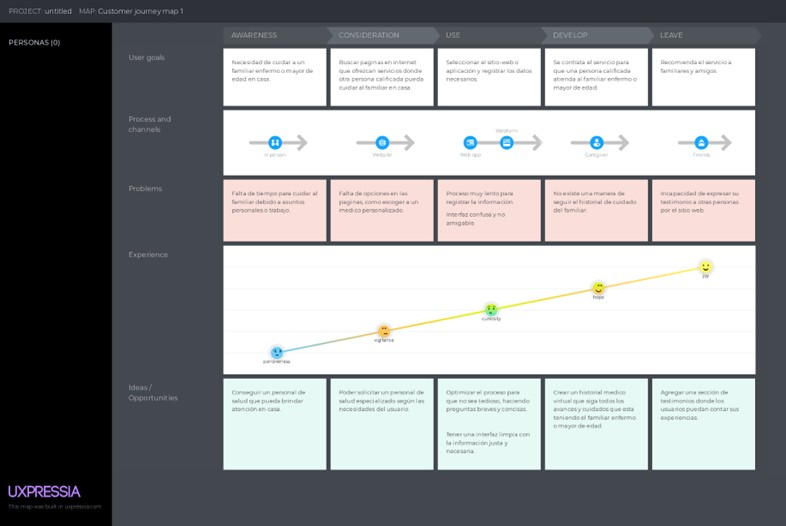 PROJECT: untitled MAP: Customer journey map 1
PERSONAS (0)
AWARENESS
CONSIDERATION
USE
DEVELOP
LEAVE
User goals
Necesidad de cuidar a un
familiar enfermo o mayor de
edad en casa.
Buscar paginas en internet
que ofrezcan servicios donde
otra persona calificada pueda
cuidar al familiar en casa
Seleccionar el sitio web o
aplicación y registrar los datos
necesarios.
Se contrata el servicio para
que una persona calificada
atienda al familiar enfermo o
mayor de edad.
Recomienda el servicio a
familiares y amigos.
Process and
channels
In person
Website
Web app
Webform
Caregiver
Friends
Problems
Falta de tiempo para cuidar al
familiar debido a asuntos
personales o trabajo.
Falta de opciones en las
paginas, como escoger a un
medico personalizado.
Proceso muy lento para
registrar la información
Interfaz confusa y no
amigable
No existe una manera de
seguir el historial de cuidado
del familiar.
Incapacidad de expresar su
testimonio a otras personas
por el sitio web
Experience
pensiveness
vigilance
curiosity
hope
joy
Ideas /
Opportunities
Conseguir un personal de
salud que pueda brindar
atención en casa.
Poder solicitar un personal de
salud especializado según las
necesidades del usuario.
Optimizar el proceso para
que no sea tedioso, haciendo
preguntas breves y concisas.
Tener una interfaz limpia con
la información justa y
necesaria.
Crear un historial medico
virtual que siga todos los
avances y cuidados que esta
teniendo el familiar enfermo
o mayor de edad
Agregar una sección de
testimonios donde los
usuarios puedan contar sus
experiencias.
UXPRESSIA
This map was built in uxpressia.com